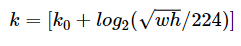 k = [k₀ + log₂(√wh/224)]